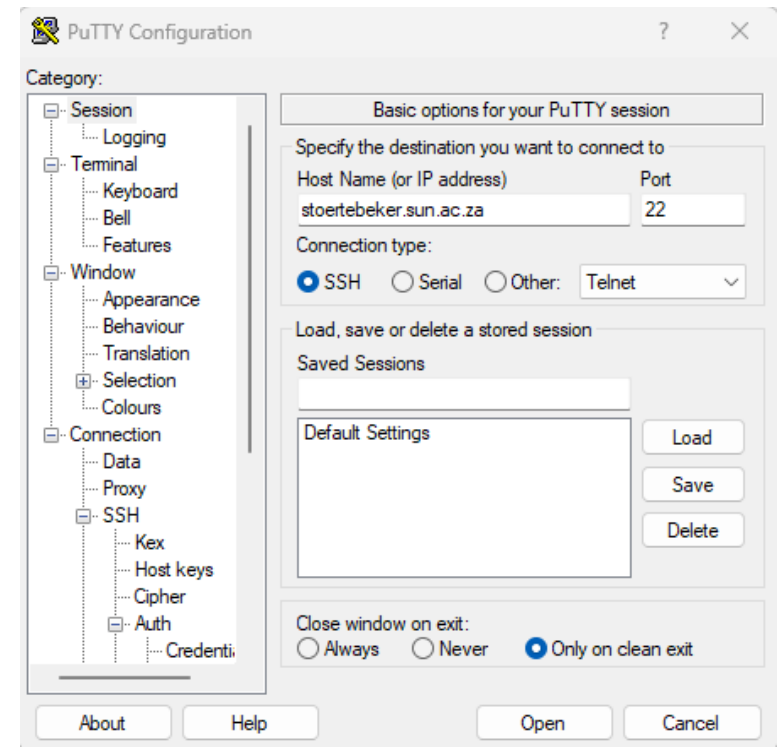 PuTTY Configuration
?
Category:
Session
Logging
Terminal
Keyboard
Bell
Features
Window
Appearance
Behaviour
Translation
Selection
Colours
Connection
Data
Proxy
SSH
Kex
Host keys
Cipher
Auth
Credenti
Basic options for your PuTTY session
Specify the destination you want to connect to
Host Name (or IP address) Port
stoertebeker.sun.ac.za 22
Connection type:
SSH Serial Other: Telnet
Load, save or delete a stored session
Saved Sessions
Default Settings
Load
Save
Delete
Close window on exit:
Always Never Only on clean exit
About Help Open Cancel